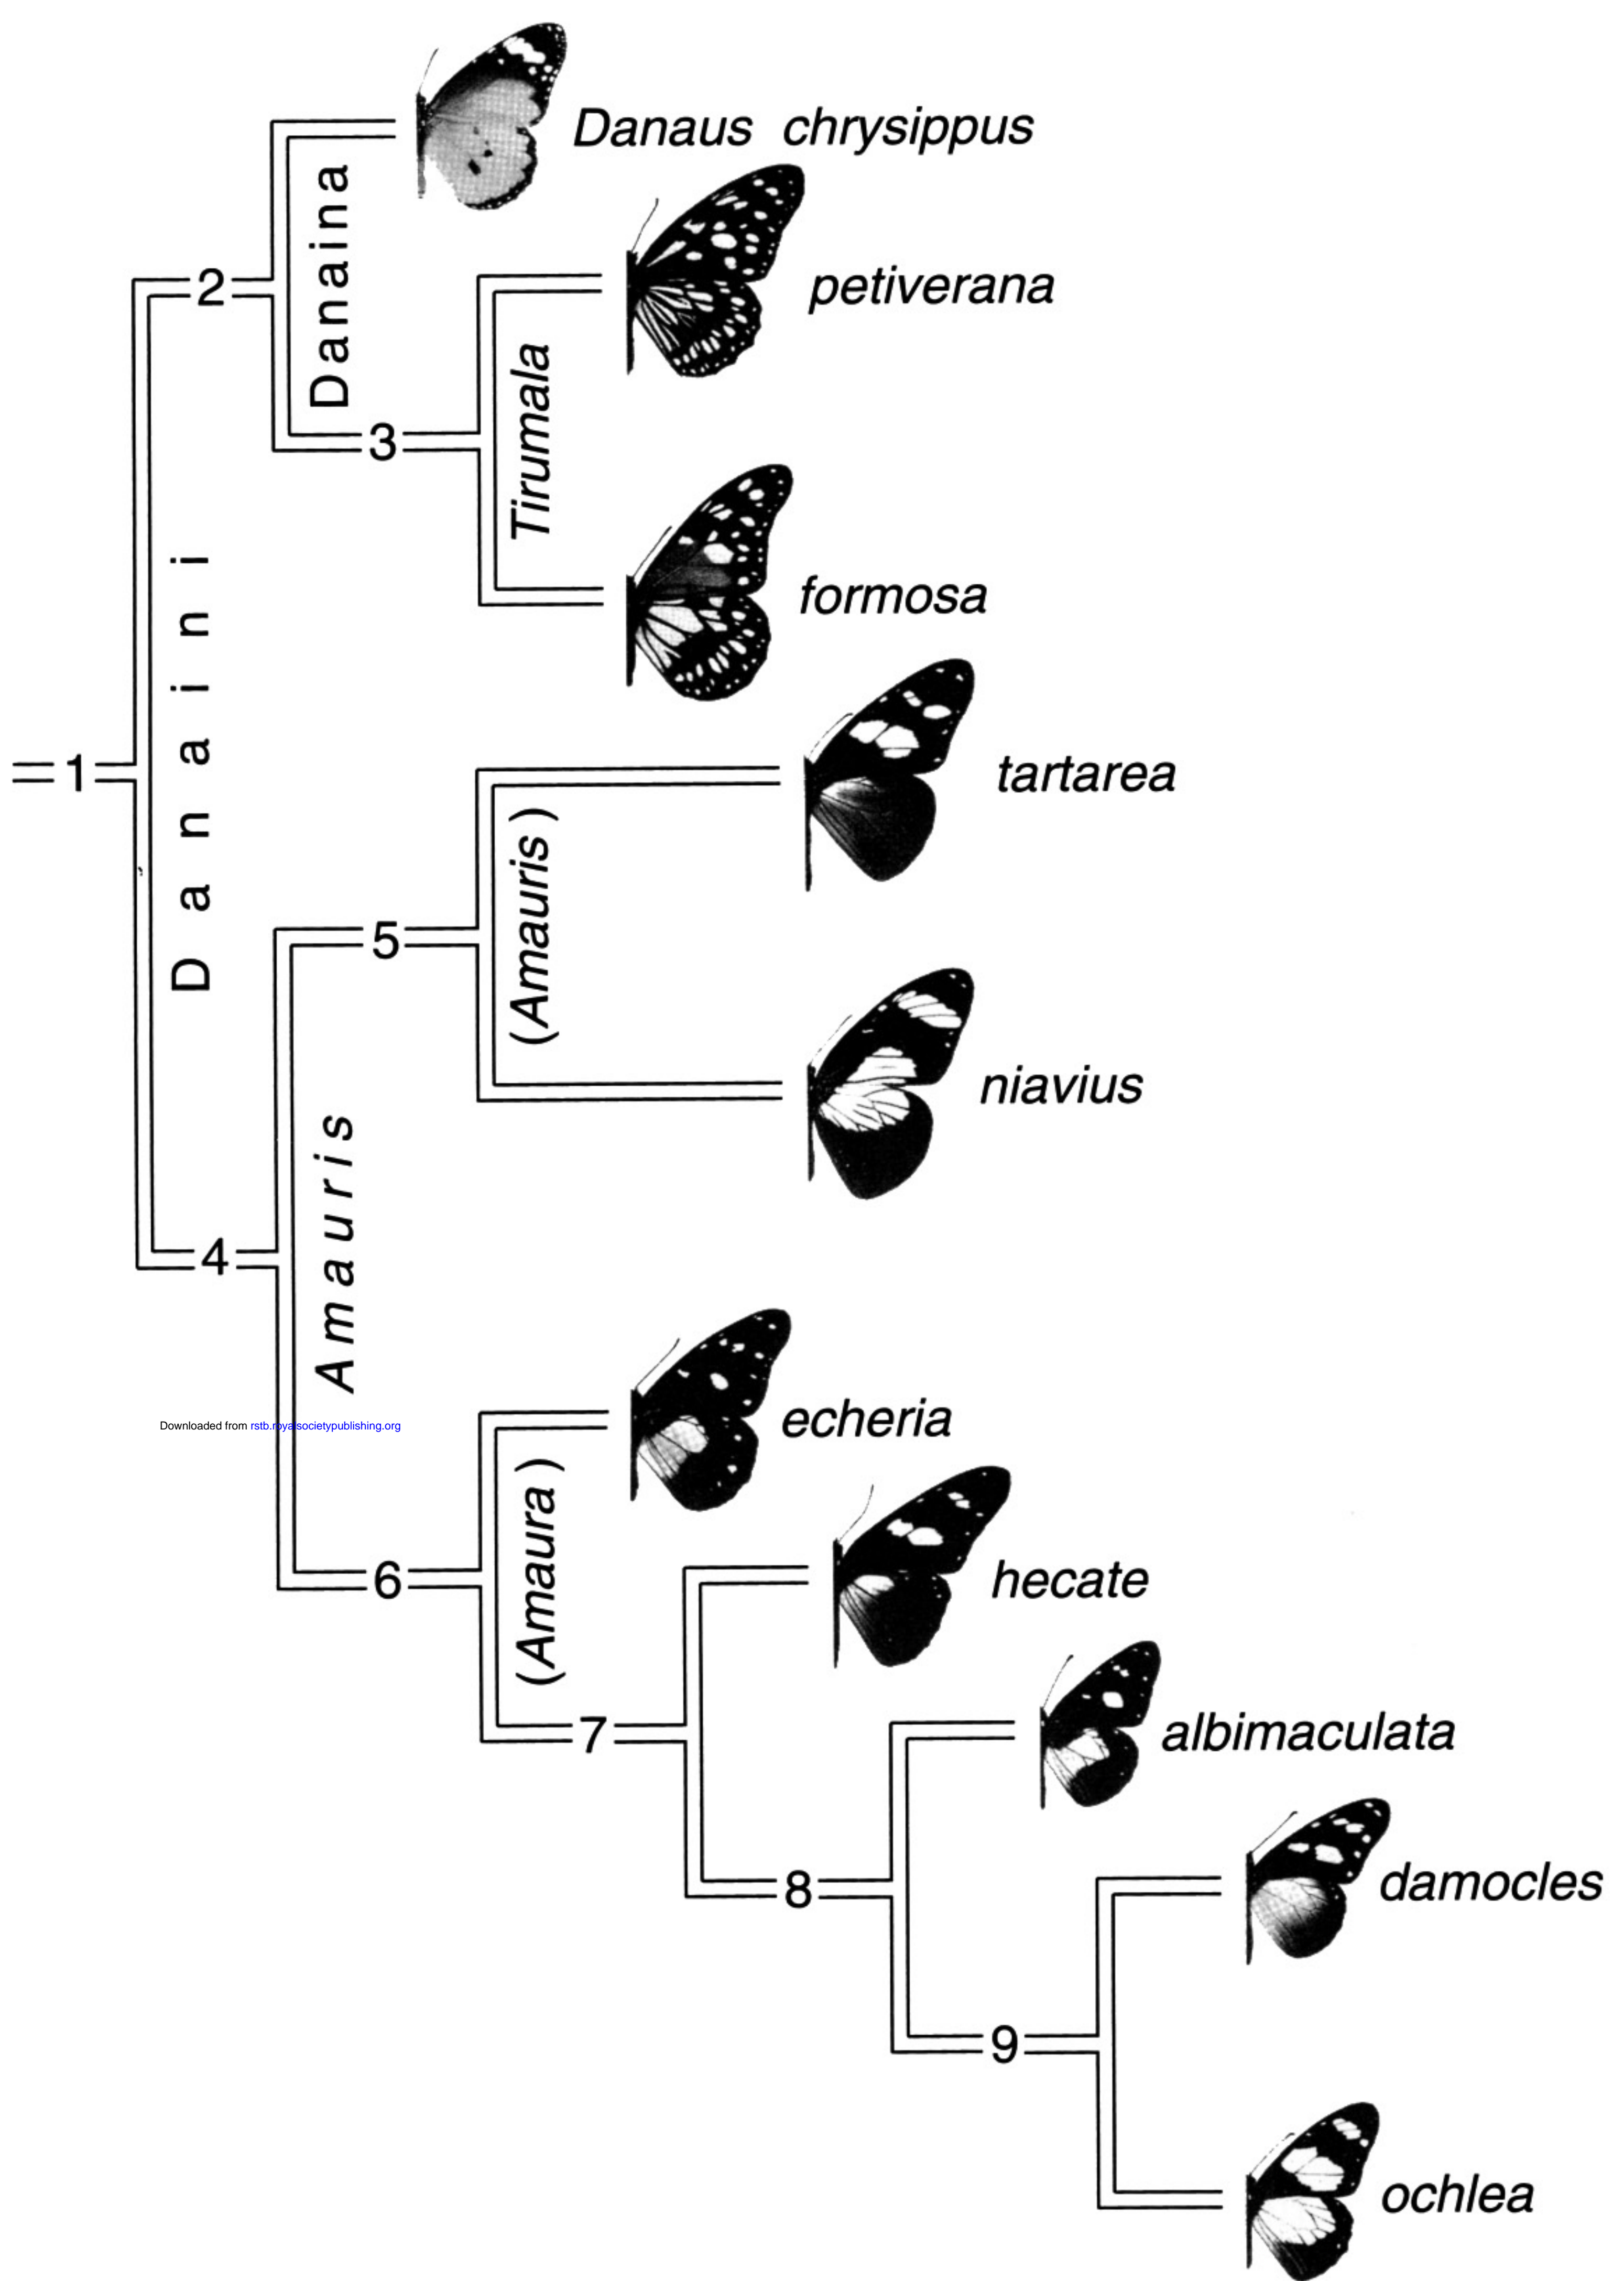 Danaus chrysippus
Danaina
petiverana
2
Tirumala
3
formosa
Danaini
tartarea
1
(Amauris)
5
niavius
Amauris
4
echeria
Downloaded from rstb.royalsocietypublishing.org
(Amaura)
6
hecate
7
albimaculata
8
damocles
9
ochlea